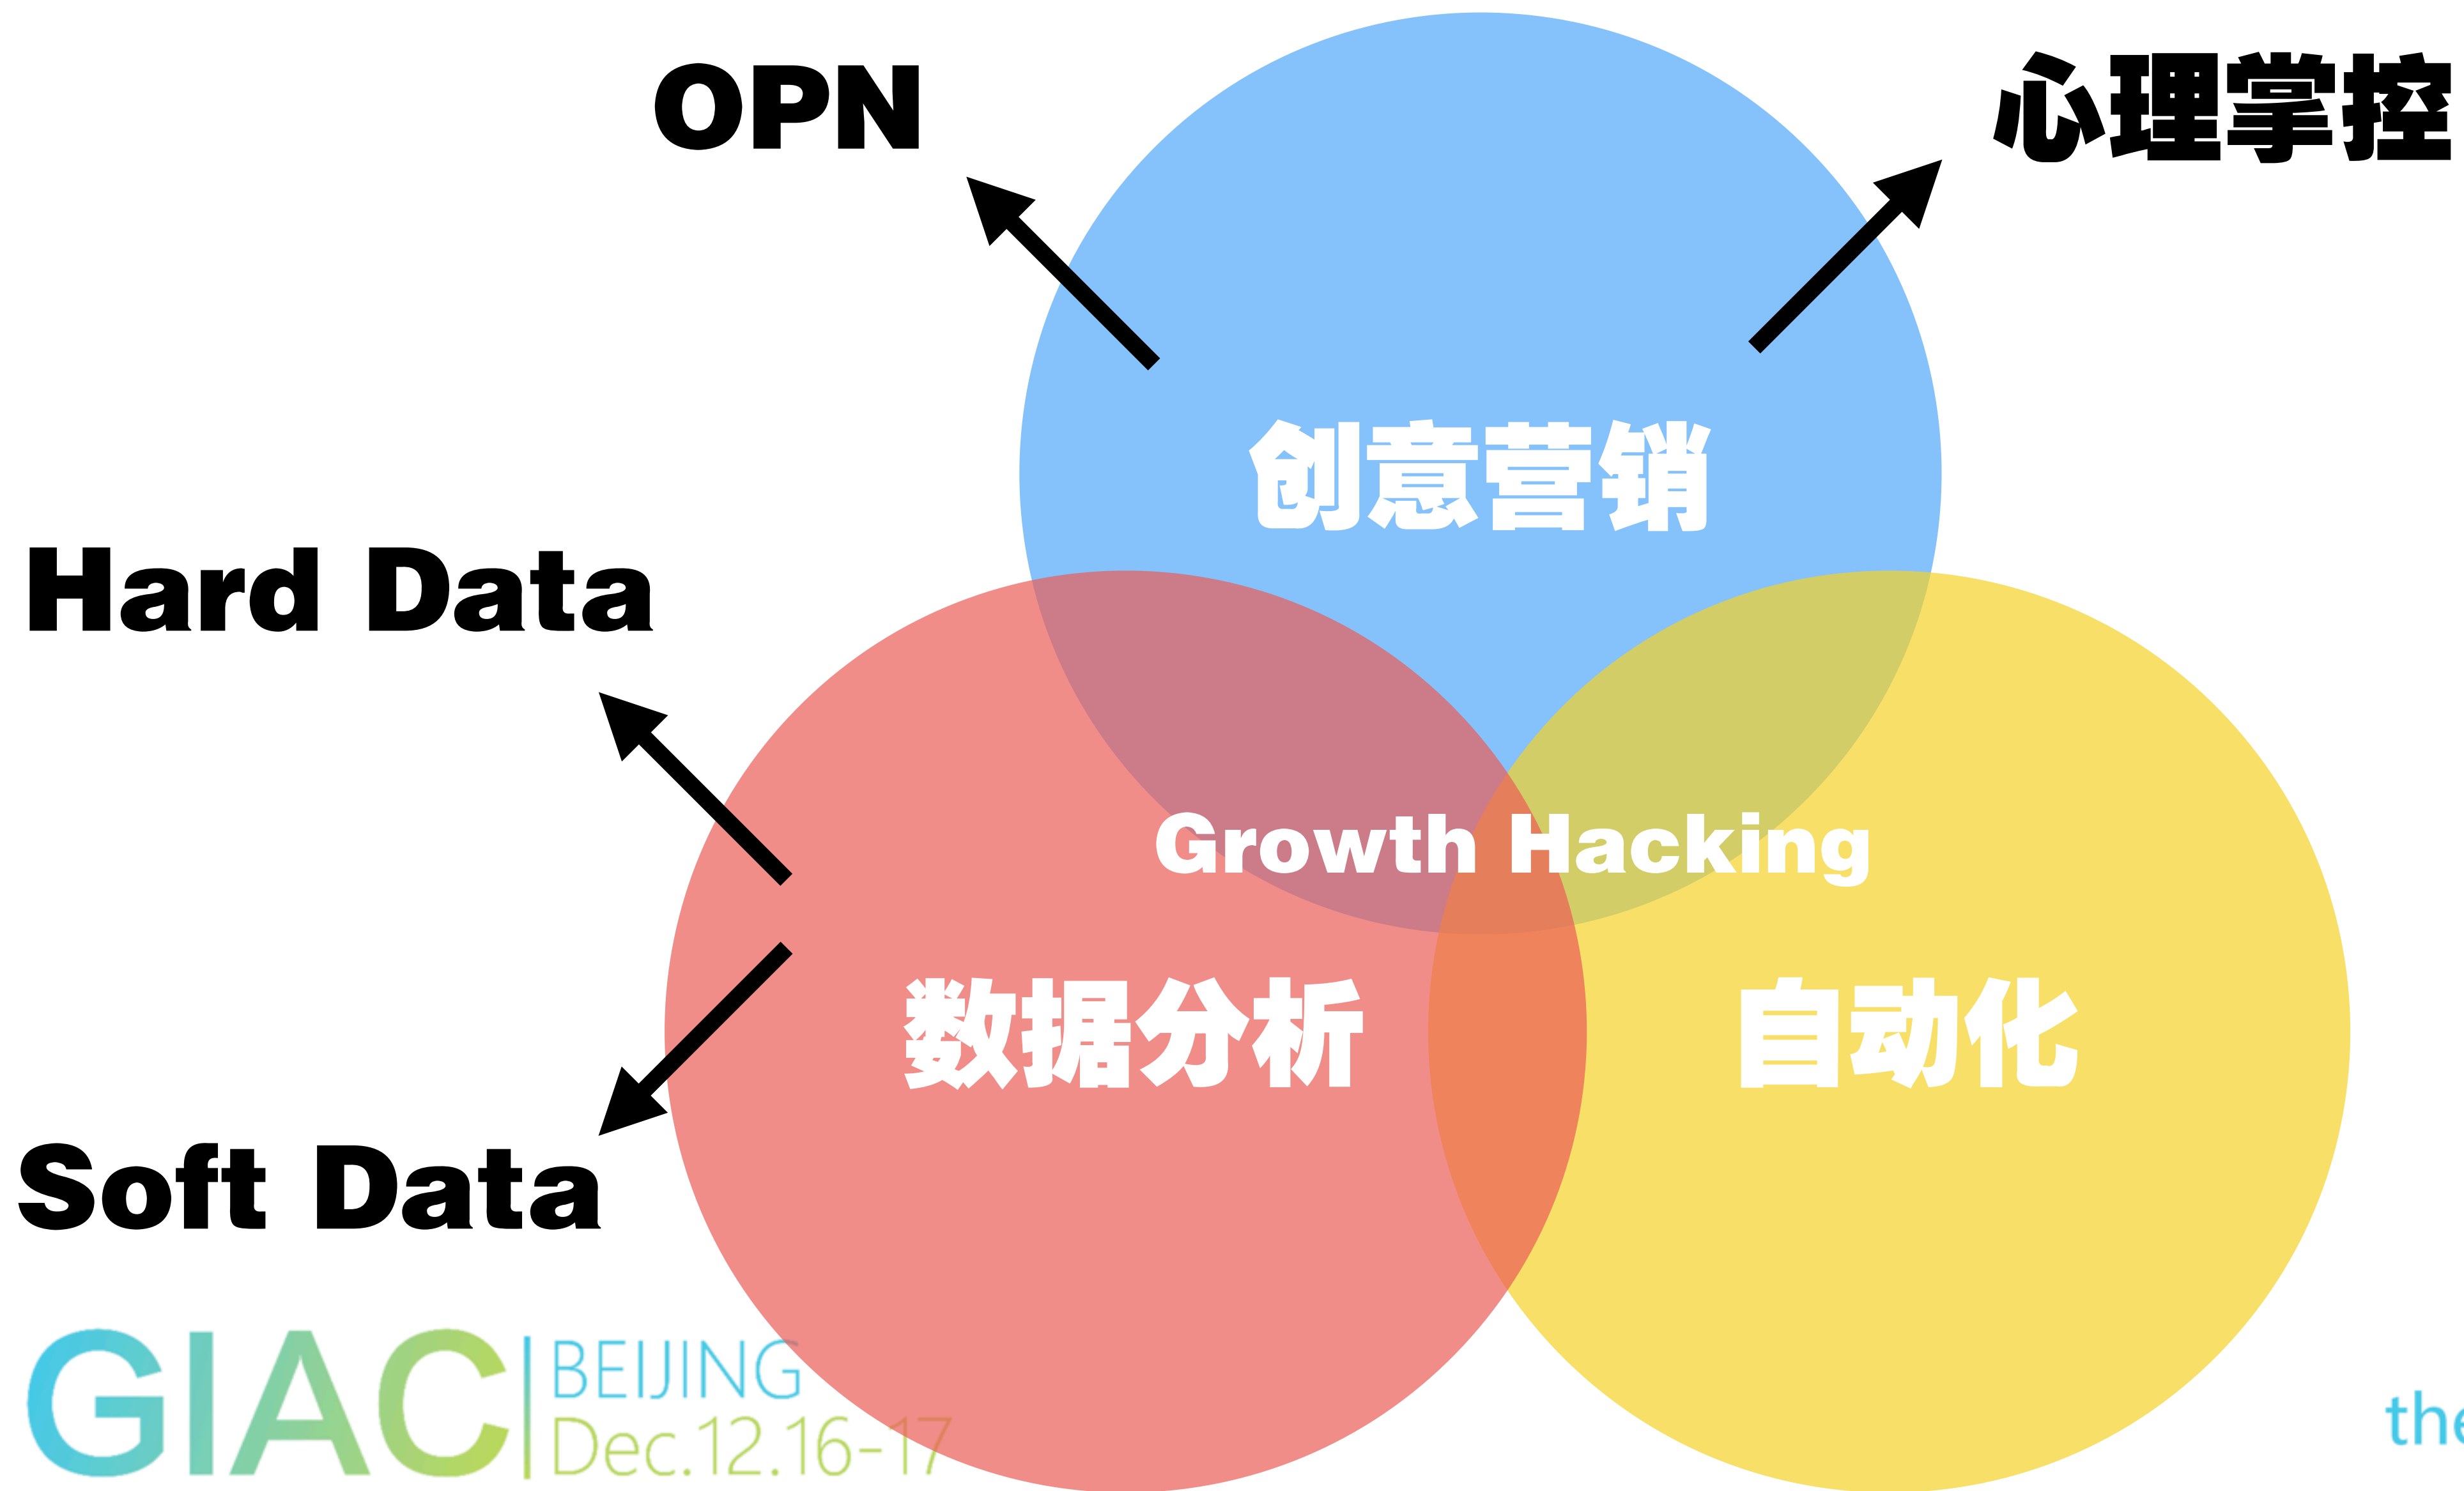 OPN
心理掌控
创意营销
Hard Data
Growth Hacking
数据分析
自动化
Soft Data
GIAC
BEIJING
Dec.12.16-17
the